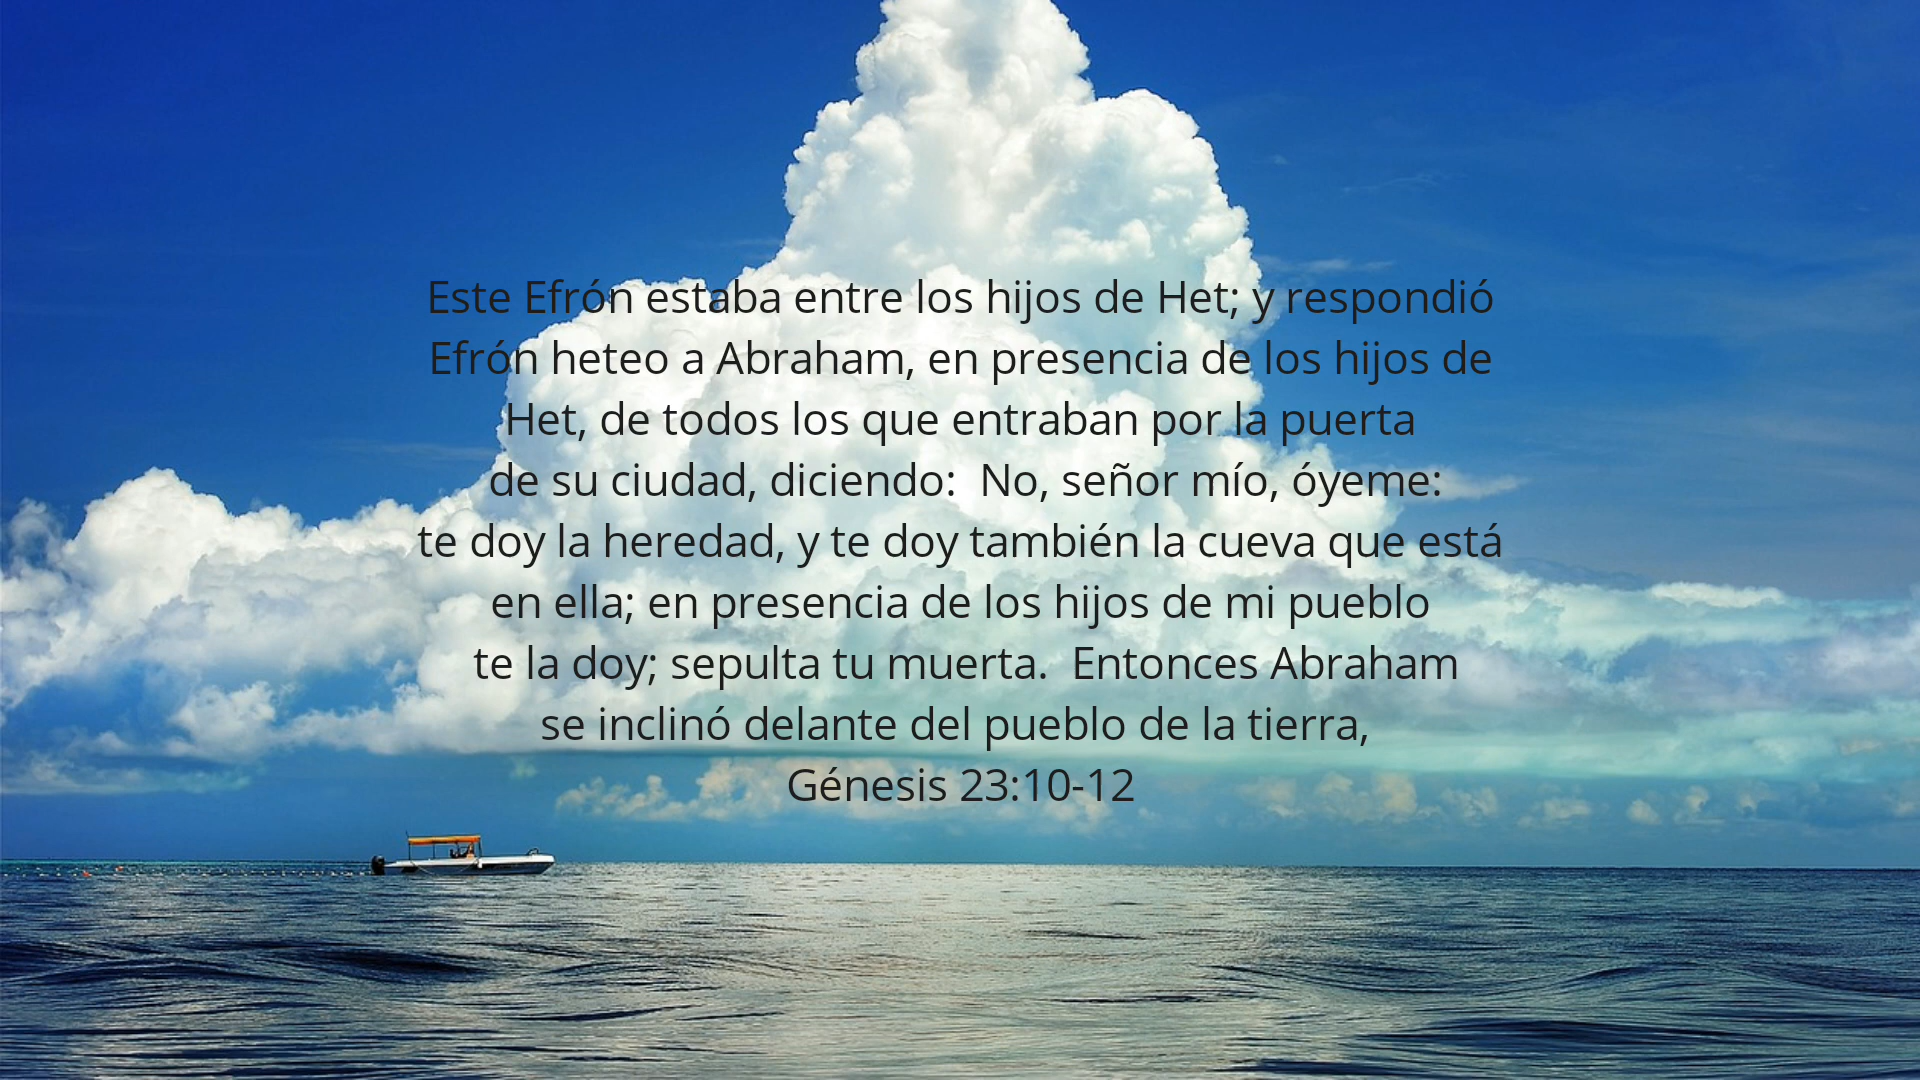 Este Efrón estaba entre los hijos de Het; y respondió
Efrón heteo a Abraham, en presencia de los hijos de
Het, de todos los que entraban por la puerta
de su ciudad, diciendo:  No, señor mío, óyeme:
te doy la heredad, y te doy también la cueva que está
en ella; en presencia de los hijos de mi pueblo
te la doy; sepulta tu muerta.  Entonces Abraham
se inclinó delante del pueblo de la tierra,
Génesis 23:10-12